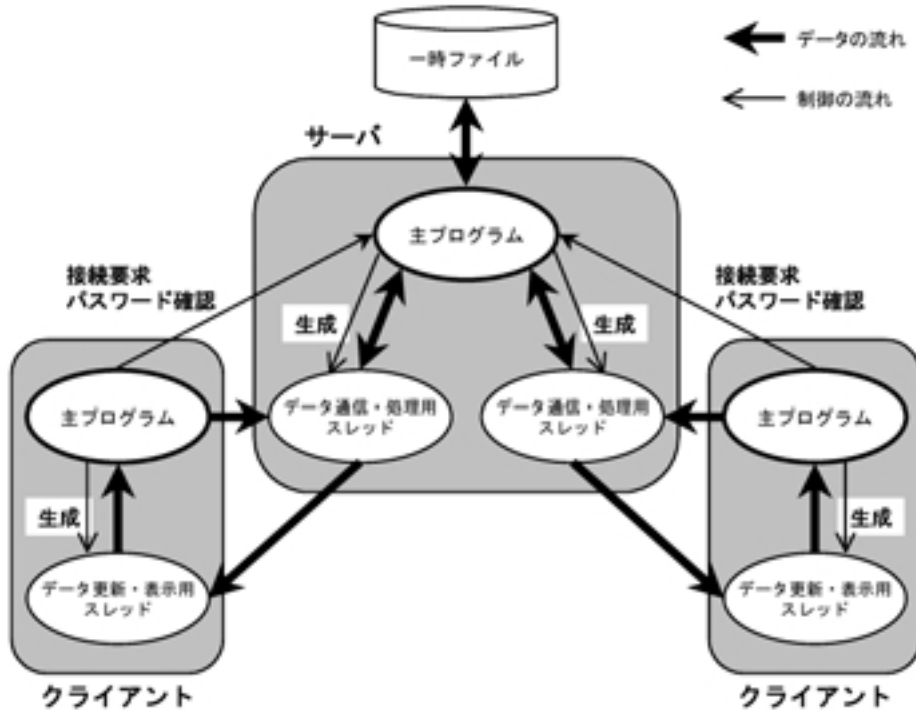 一時ファイル
データの流れ
制御の流れ
サーバ
主プログラム
接続要求
パスワード確認
接続要求
パスワード確認
生成
生成
主プログラム
データ通信・処理用
スレッド
データ通信・処理用
スレッド
主プログラム
生成
生成
データ更新・表示用
スレッド
データ更新・表示用
スレッド
クライアント
クライアント